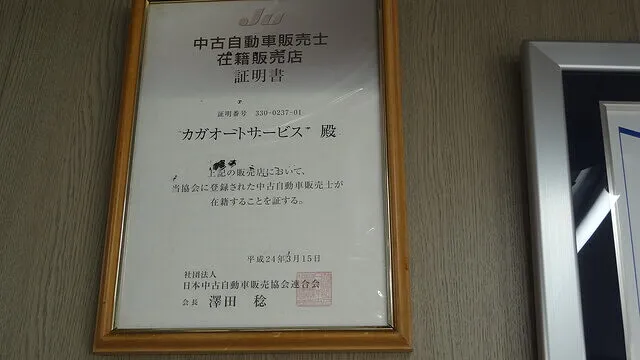 Ju
中古自動車販売士
在籍販売店
証明書
証明番号 330-0237-01
カガオートサービス 殿
上記の販売店において、
当協会に登録された中古自動車販売士が
在籍することを証する。
平成24年3月15日
社団法人
日本中古自動車販売協会連合会
会長 澤田 稔